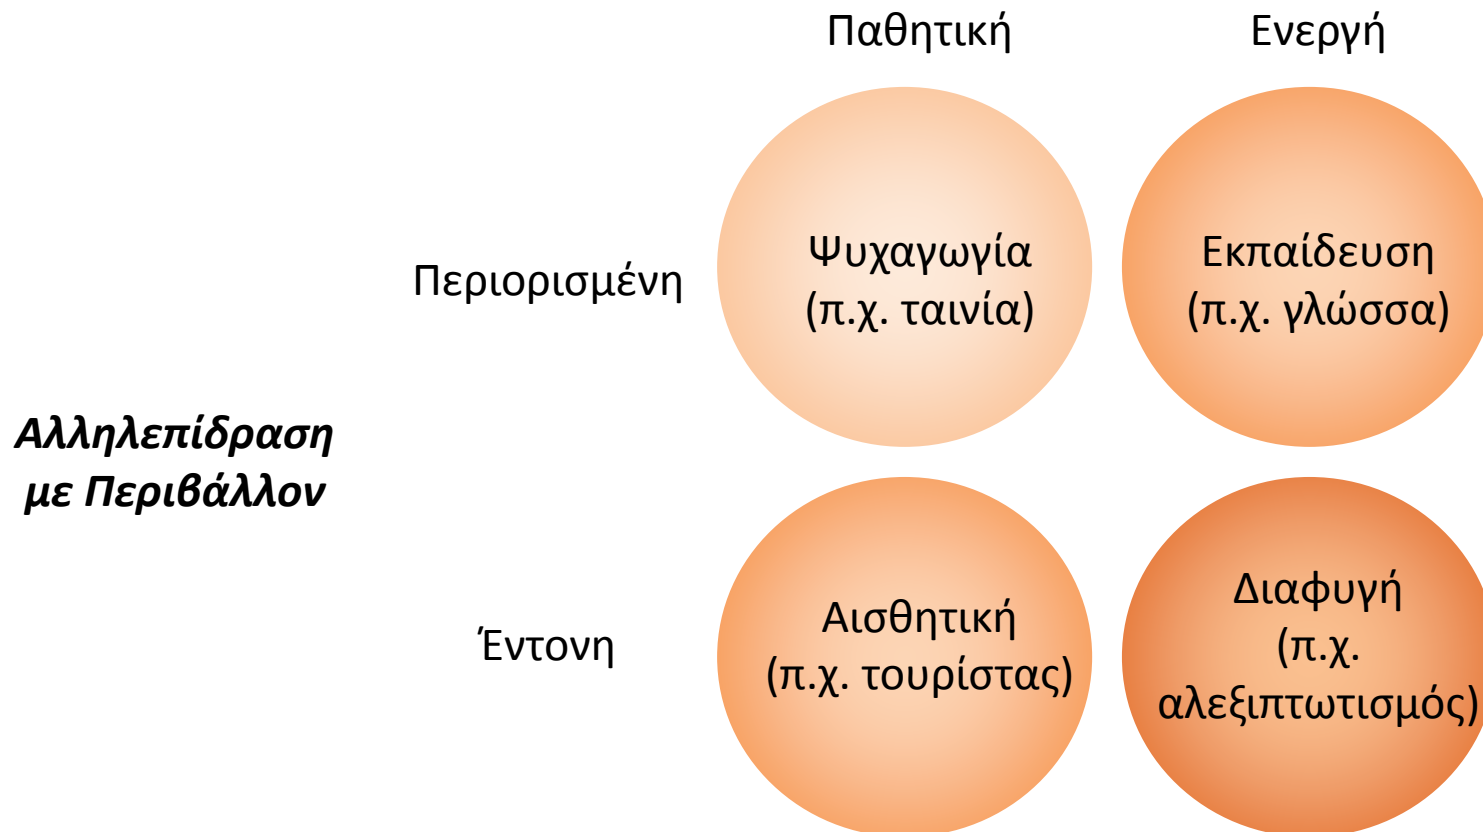 Παθητική
Ενεργή
Περιορισμένη
Ψυχαγωγία
(π.χ. ταινία)
Εκπαίδευση
(π.χ. γλώσσα)
Αλληλεπίδραση
με Περιβάλλον
Έντονη
Αισθητική
(π.χ. τουρίστας)
Διαφυγή
(π.χ.
αλεξιπτωτισμός)